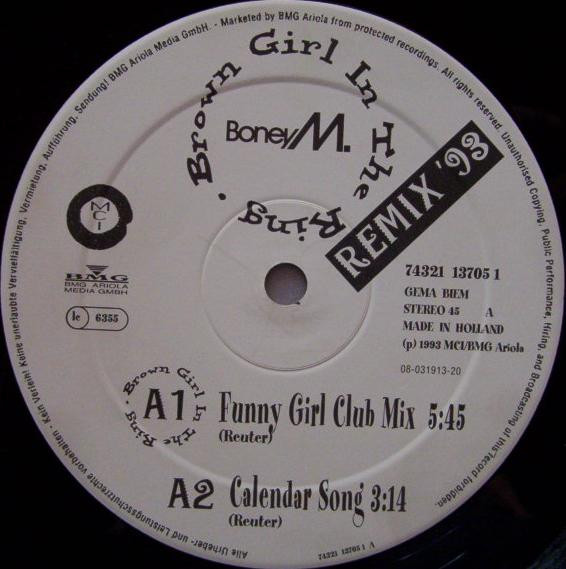 Brown Girl In The Ring ·
Boney M.
REMIX '93
MCI
BMG
BMG ARIOLA
MEDIA GMBH
lc 6355
74321 13705 1
GEMA BIEM
STEREO 45 A
MADE IN HOLLAND
(p) 1993 MCI/BMG Ariola
08-031913-20
Brown Girl In The Ring ·
A1 Funny Girl Club Mix 5:45
(Reuter)
A2 Calendar Song 3:14
(Reuter)
74321 13705 1 A
Alle Urheber- und Leistungsschutzrechte vorbehalten - Kein Verleih! Keine unerlaubte Vervielfältigung, Vermietung, Aufführung, Sendung! BMG Ariola Media GmbH. - Marketed by BMG Ariola from protected recordings. All rights reserved. Unauthorised Copying, Public Performance, Hiring, and Broadcasting of this record forbidden.